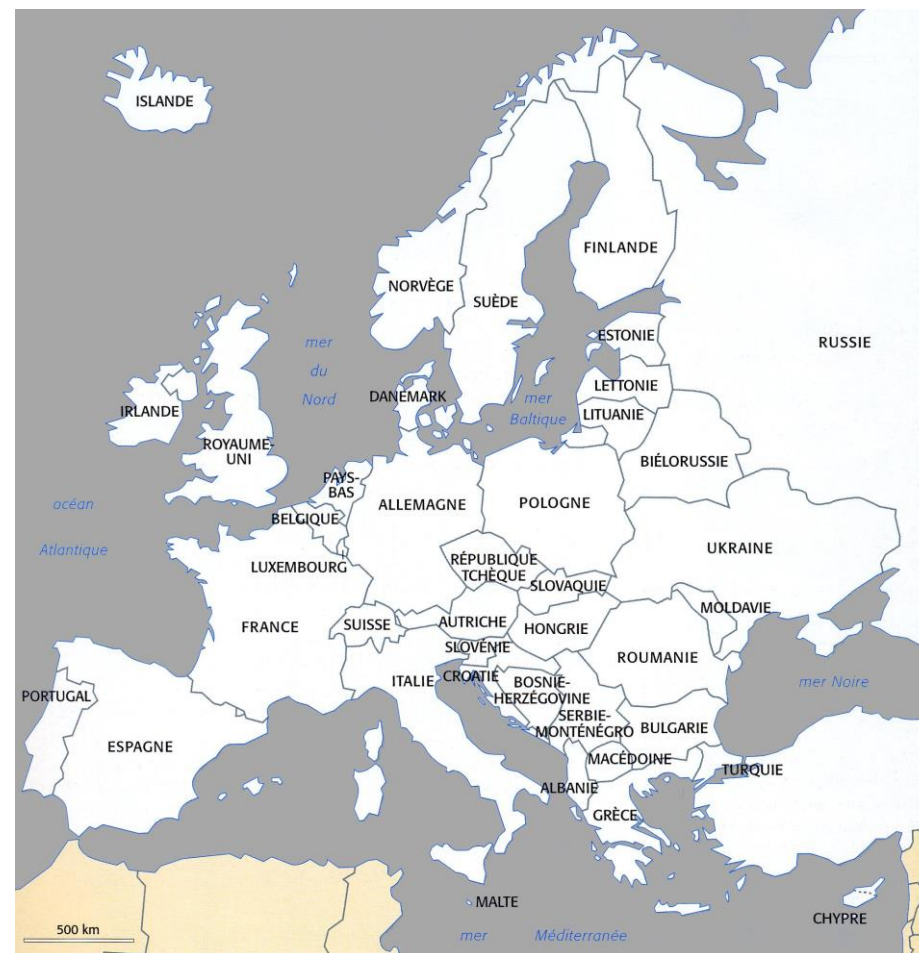 ISLANDE
FINLANDE
NORVÈGE
SUÈDE
RUSSIE
ESTONIE
mer
du
Nord
LETTONIE
DANEMARK
mer
Baltique
LITUANIE
IRLANDE
ROYAUME-
UNI
BIÉLORUSSIE
PAYS-
BAS
ALLEMAGNE
POLOGNE
océan
Atlantique
BELGIQUE
UKRAINE
LUXEMBOURG
RÉPUBLIQUE
TCHÈQUE
SLOVAQUIE
MOLDAVIE
FRANCE
SUISSE
AUTRICHE
HONGRIE
SLOVÉNIE
ROUMANIE
CROATIE
ITALIE
BOSNIE-
HERZÉGOVINE
mer Noire
PORTUGAL
SERBIE-
MONTÉNÉGRO
BULGARIE
ESPAGNE
MACÉDOINE
TURQUIE
ALBANIE
GRÈCE
MALTE
CHYPRE
500 km
mer Méditerranée